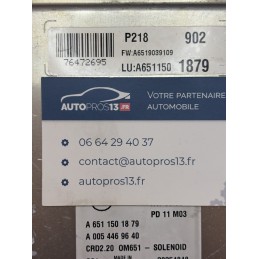 P218 902
FW:A6519039109
76472695
LU:A651150 1879
AUTOPROS13.FR
VOTRE PARTENAIRE
AUTOMOBILE
06 64 29 40 37
contact@autopros13.fr
autopros13.fr
PD 11 M03
A 651 150 18 79
A 005 446 96 40
CRD2.20 OM651 - SOLENOID
MADE IN